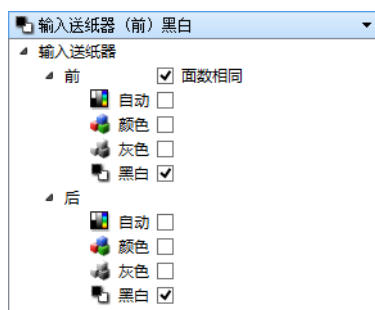 输入送纸器（前）黑白
输入送纸器
前 面数相同
自动
颜色
灰色
黑白
后
自动
颜色
灰色
黑白